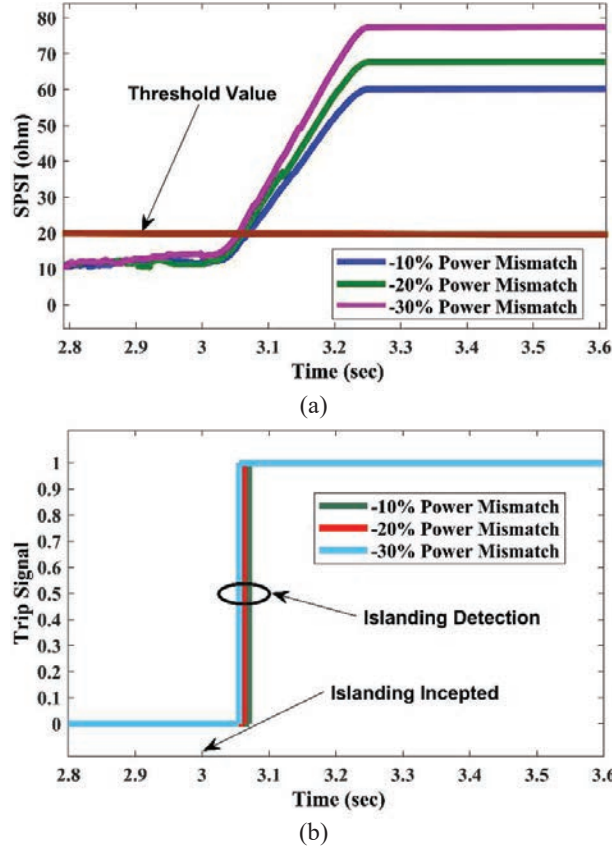 80
70
60
50
40
30
20
10
0
SPSI (ohm)
Threshold Value
-10% Power Mismatch
-20% Power Mismatch
-30% Power Mismatch
2.8 2.9 3 3.1 3.2 3.3 3.4 3.5 3.6
Time (sec)
(a)
1
0.9
0.8
0.7
0.6
0.5
0.4
0.3
0.2
0.1
0
Trip Signal
-10% Power Mismatch
-20% Power Mismatch
-30% Power Mismatch
Islanding Detection
Islanding Incepted
2.8 2.9 3 3.1 3.2 3.3 3.4 3.5 3.6
Time (sec)
(b)